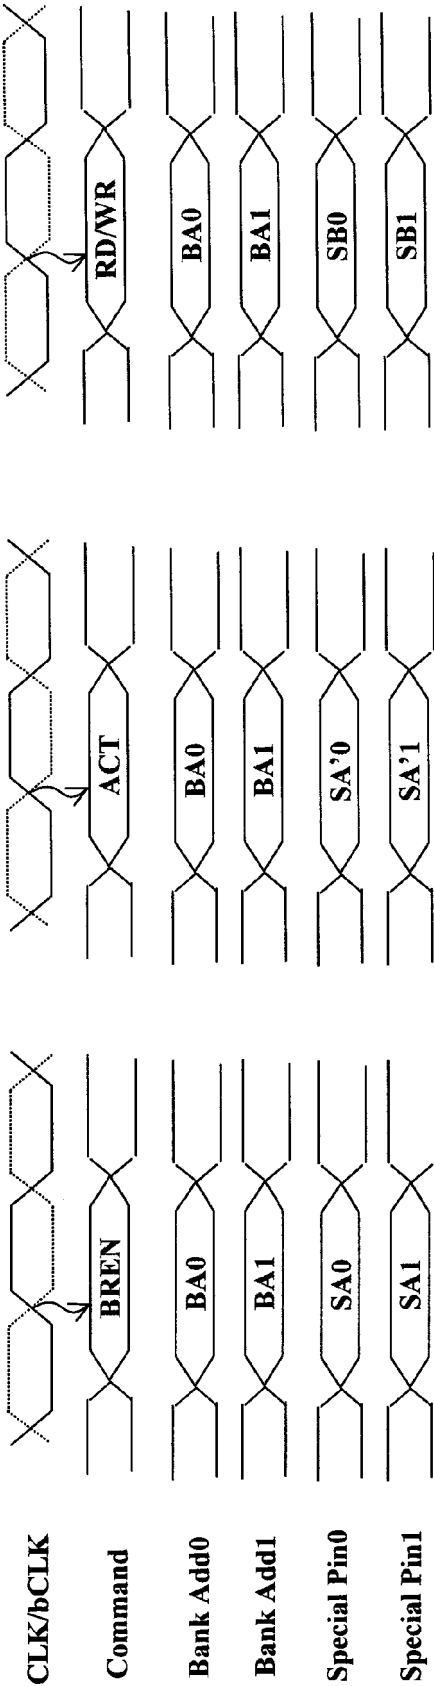 CLK/bCLK
Command BREN ACT RD/WR
Bank Add0 BA0 BA0 BA0
Bank Add1 BA1 BA1 BA1
Special Pin0 SA0 SA'0 SB0
Special Pin1 SA1 SA'1 SB1